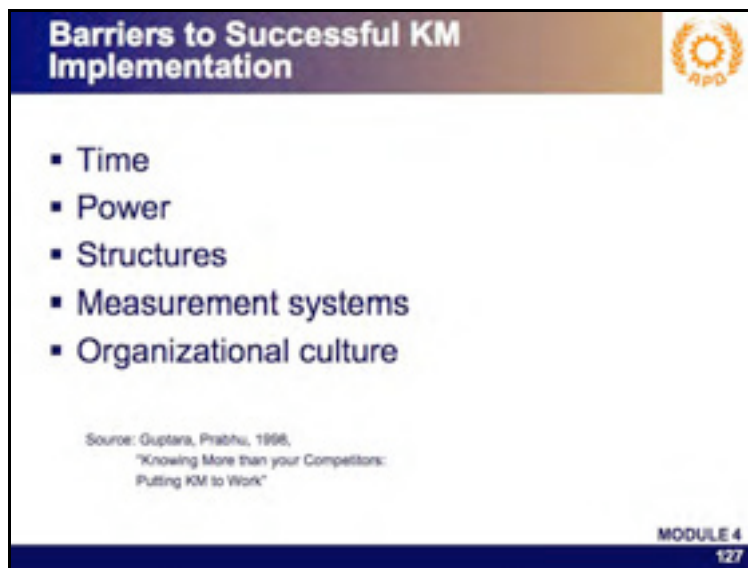 Barriers to Successful KM
Implementation
APO
▪ Time
▪ Power
▪ Structures
▪ Measurement systems
▪ Organizational culture
Source: Guptara, Prabhu, 1998,
"Knowing More than your Competitors:
Putting KM to Work"
MODULE 4
127